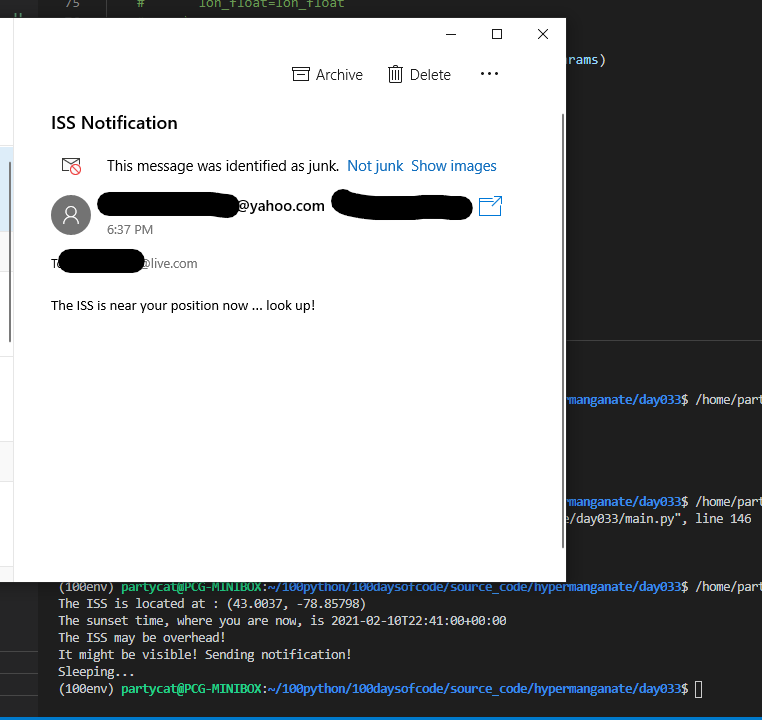 75 # lon_float=lon_float
rams)
Archive Delete
ISS Notification
This message was identified as junk. Not junk Show images
@yahoo.com
6:37 PM
@live.com
The ISS is near your position now ... look up!
rmanganate/day033$ /home/part
rmanganate/day033$ /home/part
e/day033/main.py", line 146
(100env) partycat@PCG-MINIBOX:~/100python/100daysofcode/source_code/hypermanganate/day033$ /home/part
The ISS is located at : (43.0037, -78.85798)
The sunset time, where you are now, is 2021-02-10T22:41:00+00:00
The ISS may be overhead!
It might be visible! Sending notification!
Sleeping...
(100env) partycat@PCG-MINIBOX:~/100python/100daysofcode/source_code/hypermanganate/day033$